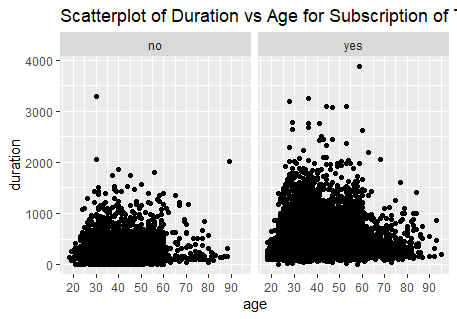 Scatterplot of Duration vs Age for Subscription of
no yes
4000
3000
2000
1000
0
duration
20 30 40 50 60 70 80 90 20 30 40 50 60 70 80 90
age